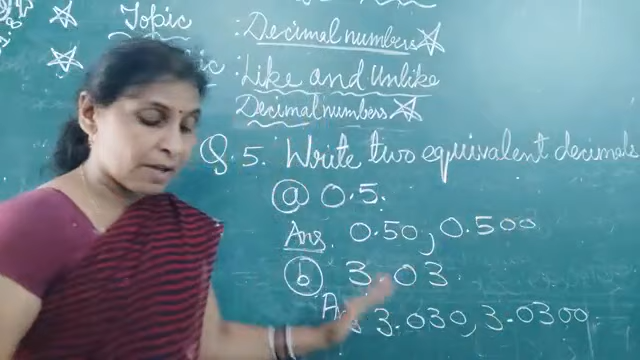 Topic : Decimal numbers
ic : Like and Unlike
Decimal numbers
Q.5. Write two equivalent decimals
(a) 0.5.
Ans. 0.50, 0.500
(b) 3.03
3.030, 3.0300